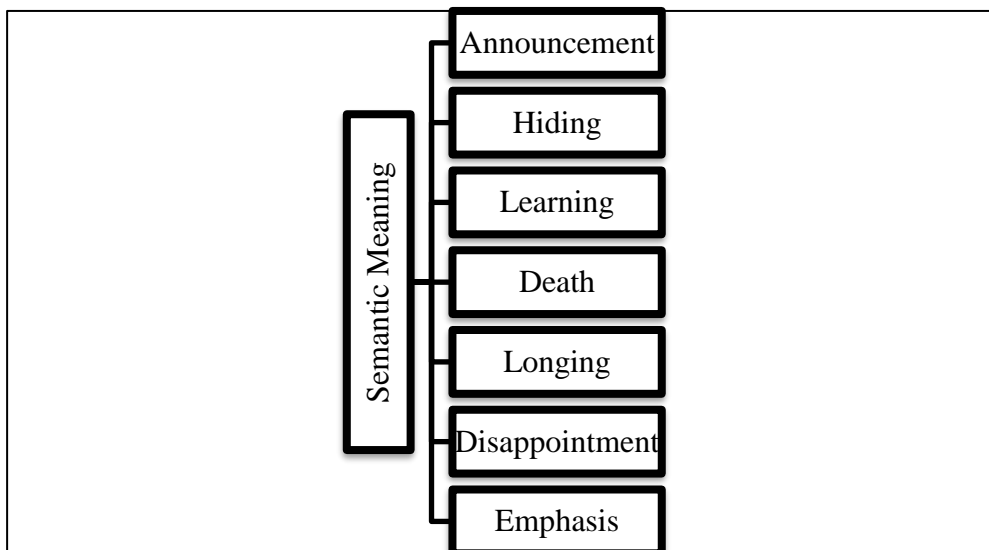 Semantic Meaning
Announcement
Hiding
Learning
Death
Longing
Disappointment
Emphasis